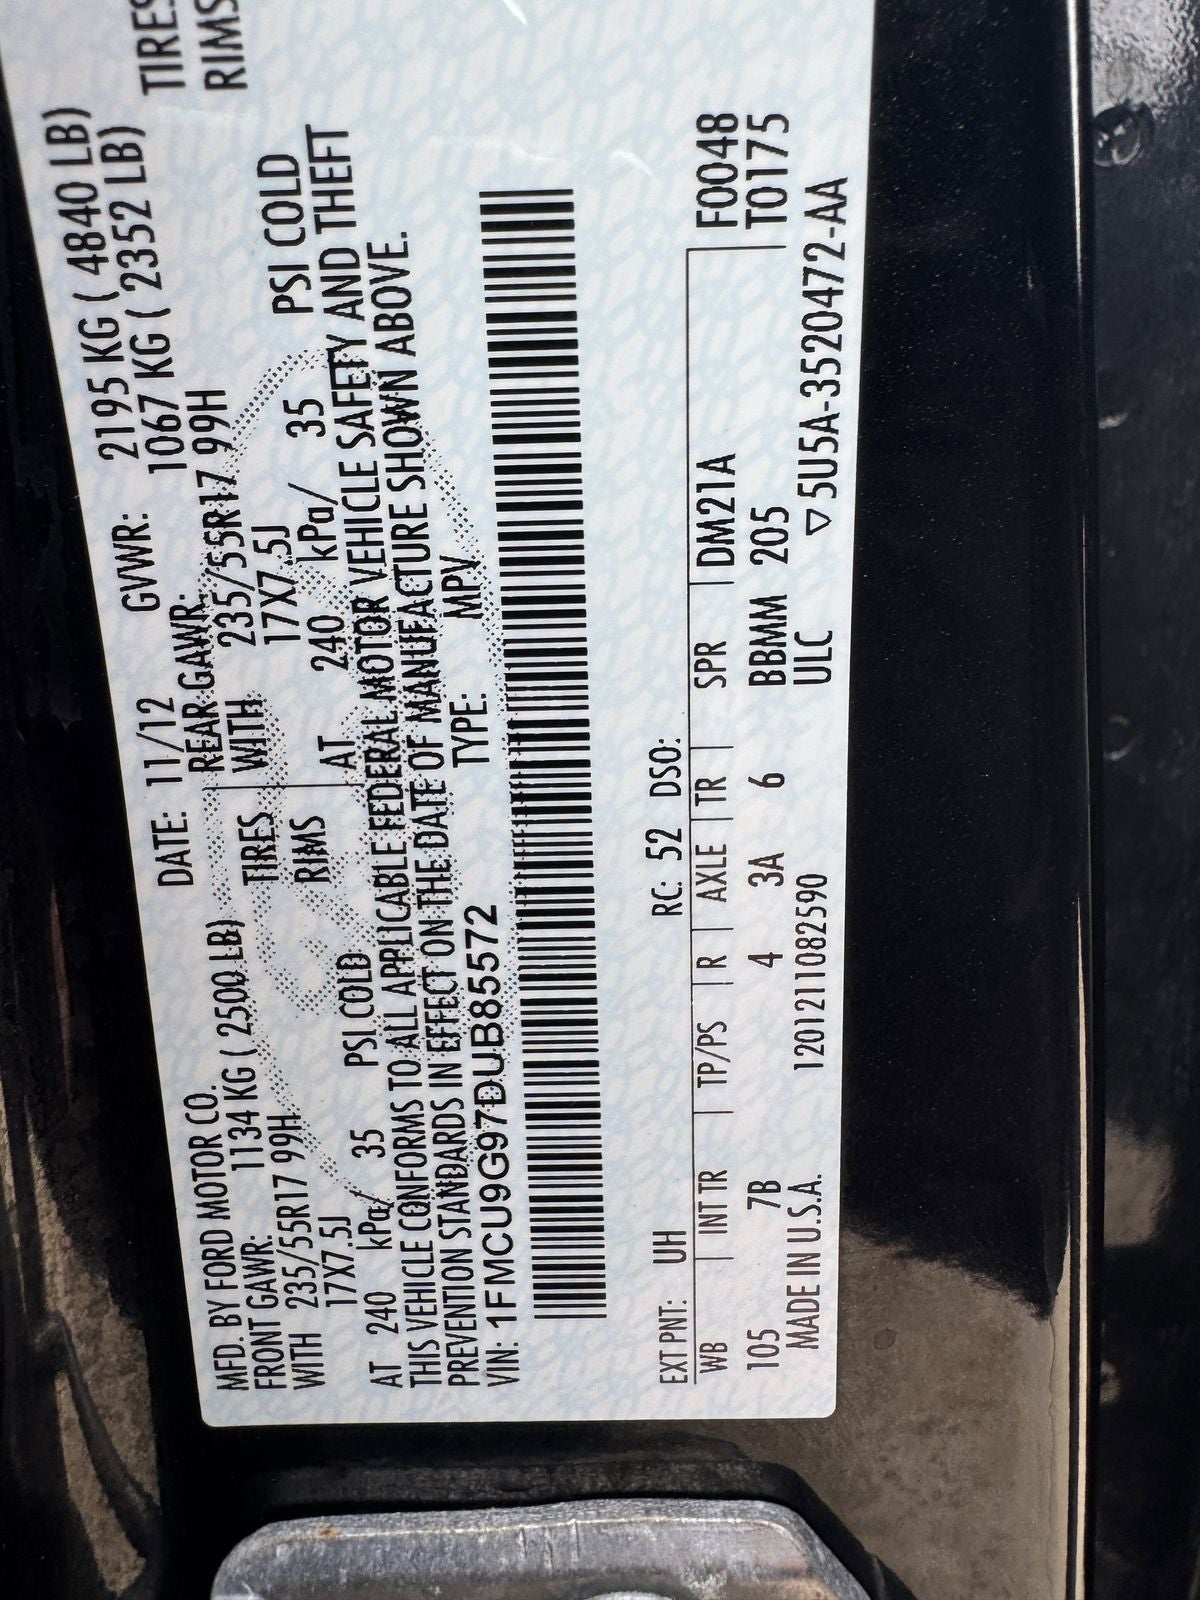 MFD. BY FORD MOTOR CO.
DATE: 11/12 GVWR: 2195 KG ( 4840 LB)
FRONT GAWR: 1134 KG ( 2500 LB) REAR GAWR: 1067 KG ( 2352 LB)
WITH 235/55R17 99H TIRES WITH 235/55R17 99H TIRES
17X7.5J RIMS 17X7.5J RIMS
AT 240 kPa/ 35 PSI COLD AT 240 kPa/ 35 PSI COLD
THIS VEHICLE CONFORMS TO ALL APPLICABLE FEDERAL MOTOR VEHICLE SAFETY AND THEFT
PREVENTION STANDARDS IN EFFECT ON THE DATE OF MANUFACTURE SHOWN ABOVE.
VIN: 1FMCU9G97DUB85572 TYPE: MPV
EXT PNT: UH RC: 52 DSO:
WB INT TR TP/PS R AXLE TR SPR DM21A F0048
105 7B 4 3A 6 BBMM 205 T0175
ULC
MADE IN U.S.A. 120121108259​0 ▽5U5A-3520472-AA